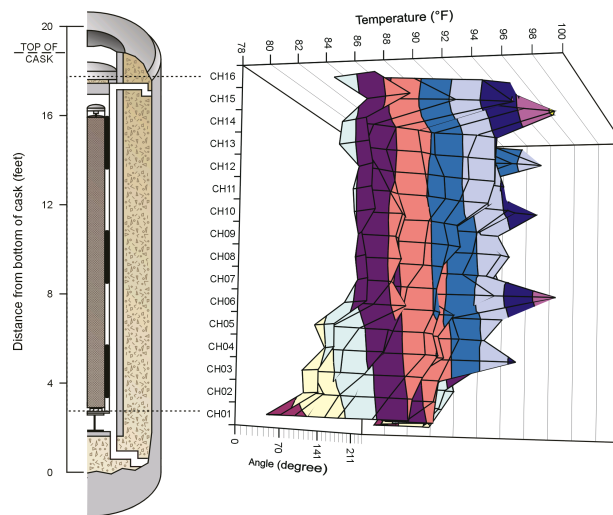 Distance from bottom of cask (feet)
20
TOP OF
CASK
16
12
8
4
0
Temperature (°F)
78
80
82
84
86
88
90
92
94
96
98
100
CH16
CH15
CH14
CH13
CH12
CH11
CH10
CH09
CH08
CH07
CH06
CH05
CH04
CH03
CH02
CH01
0
70
141
211
Angle (degree)